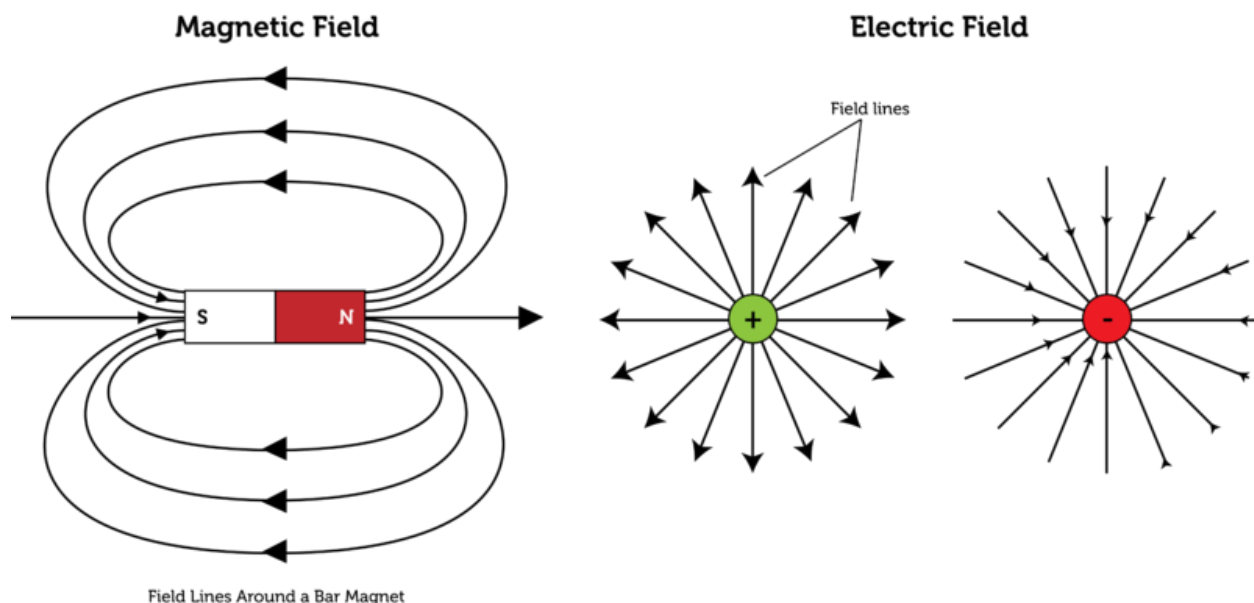 Magnetic Field
Electric Field
Field lines
S
N
+
-
Field Lines Around a Bar Magnet